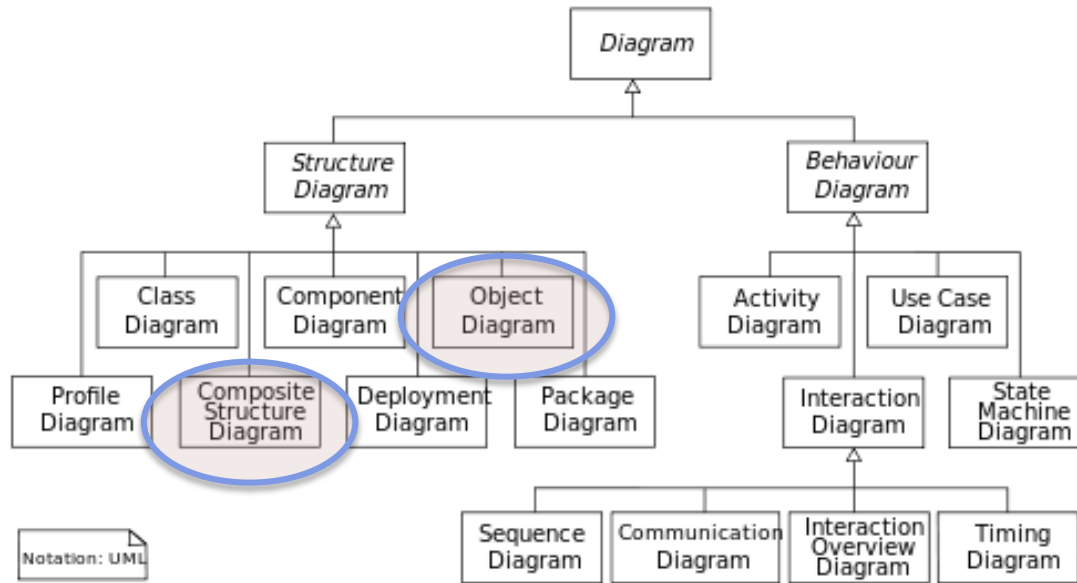 Diagram
Structure
Diagram
Behaviour
Diagram
Class
Diagram
Component
Diagram
Object
Diagram
Activity
Diagram
Use Case
Diagram
Profile
Diagram
Composite
Structure
Diagram
Deployment
Diagram
Package
Diagram
Interaction
Diagram
State
Machine
Diagram
Sequence
Diagram
Communication
Diagram
Interaction
Overview
Diagram
Timing
Diagram
Notation: UML